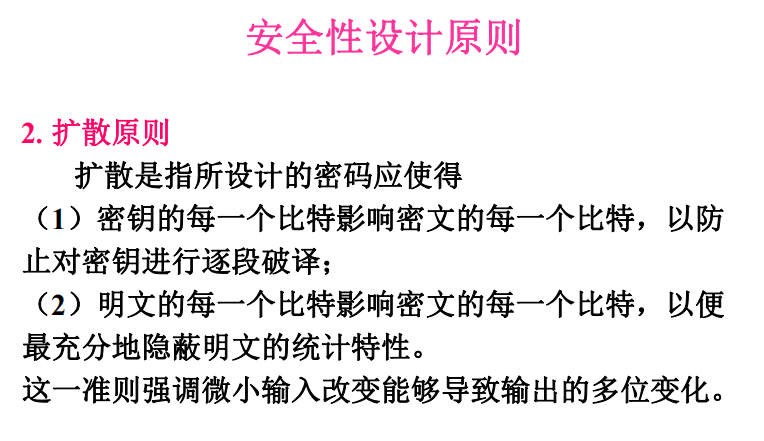 安全性设计原则
2. 扩散原则
扩散是指所设计的密码应使得
（1）密钥的每一个比特影响密文的每一个比特，以防
止对密钥进行逐段破译；
（2）明文的每一个比特影响密文的每一个比特，以便
最充分地隐蔽明文的统计特性。
这一准则强调微小输入改变能够导致输出的多位变化。